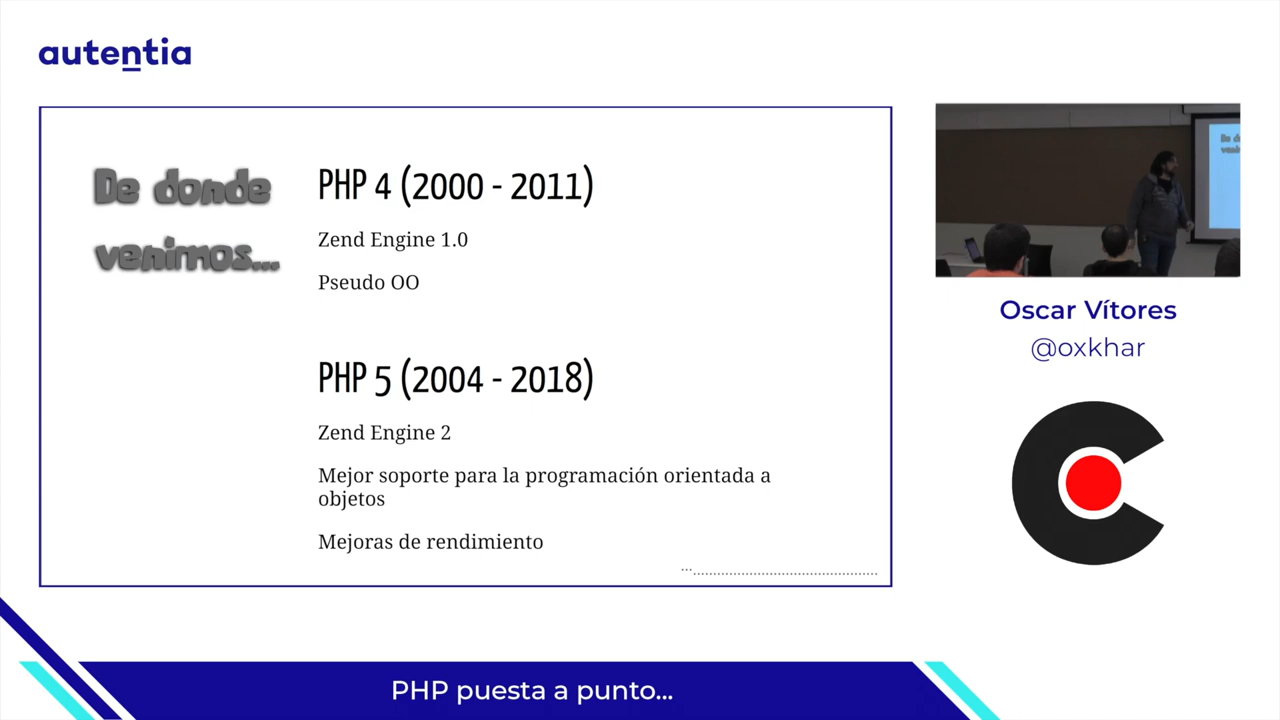 autentia
De donde
venimos...
PHP 4 (2000 - 2011)
Zend Engine 1.0
Pseudo OO
PHP 5 (2004 - 2018)
Zend Engine 2
Mejor soporte para la programación orientada a
objetos
Mejoras de rendimiento
Oscar Vítores
@oxkhar
PHP puesta a punto...